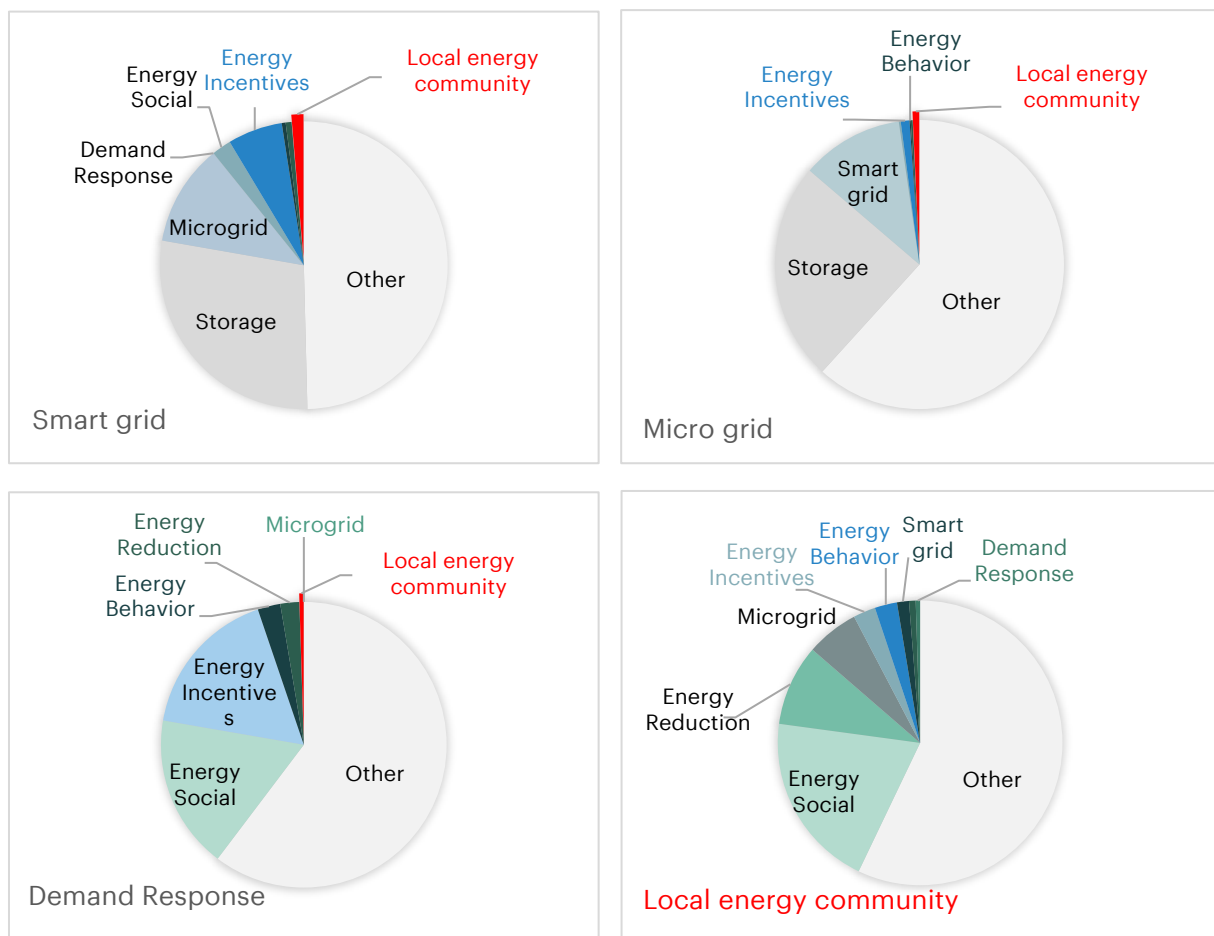 Energy
Incentives
Local energy
community
Energy
Social
Demand
Response
Microgrid
Other
Storage
Smart grid
Energy
Behavior
Energy
Incentives
Local energy
community
Smart
grid
Storage
Other
Micro grid
Energy
Reduction
Microgrid
Local energy
community
Energy
Behavior
Energy
Incentive
s
Energy
Social
Other
Demand Response
Smart
grid
Energy
Behavior
Demand
Response
Energy
Incentives
Microgrid
Energy
Reduction
Energy
Social
Other
Local energy community